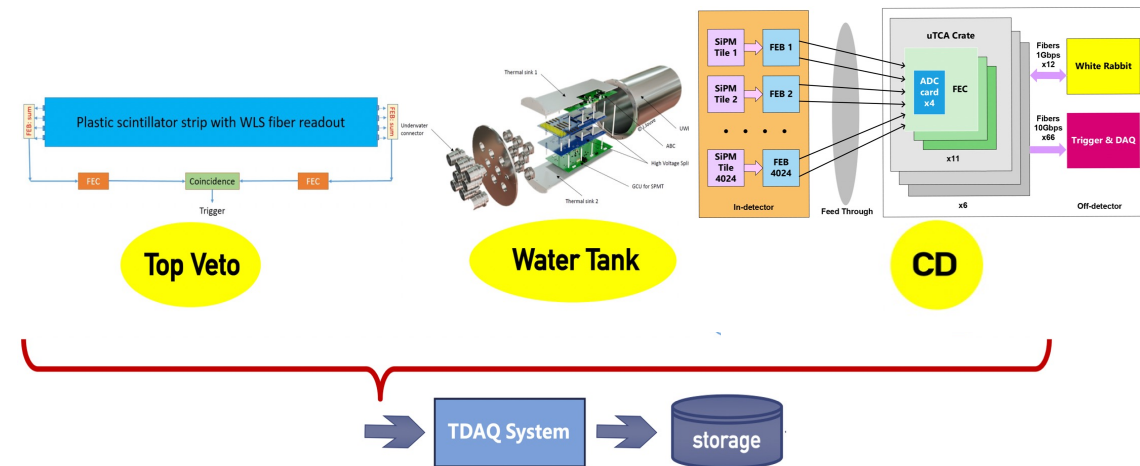 FEB: sum
Plastic scintillator strip with WLS fiber readout
FEB: sum
FEC
Coincidence
FEC
Trigger
Top Veto
Thermal sink 1
Underwater
connector
UWB
ABC
High Voltage Spli
GCU for SPMT
Thermal sink 2
Water Tank
SiPM
Tile 1
FEB 1
SiPM
Tile 2
FEB 2
SiPM
Tile
4024
FEB
4024
In-detector
Feed Through
uTCA Crate
ADC
card
x4
FEC
x11
x6
Fibers
1Gbps
x12
White Rabbit
Fibers
10Gbps
x66
Trigger & DAQ
Off-detector
CD
TDAQ System
storage